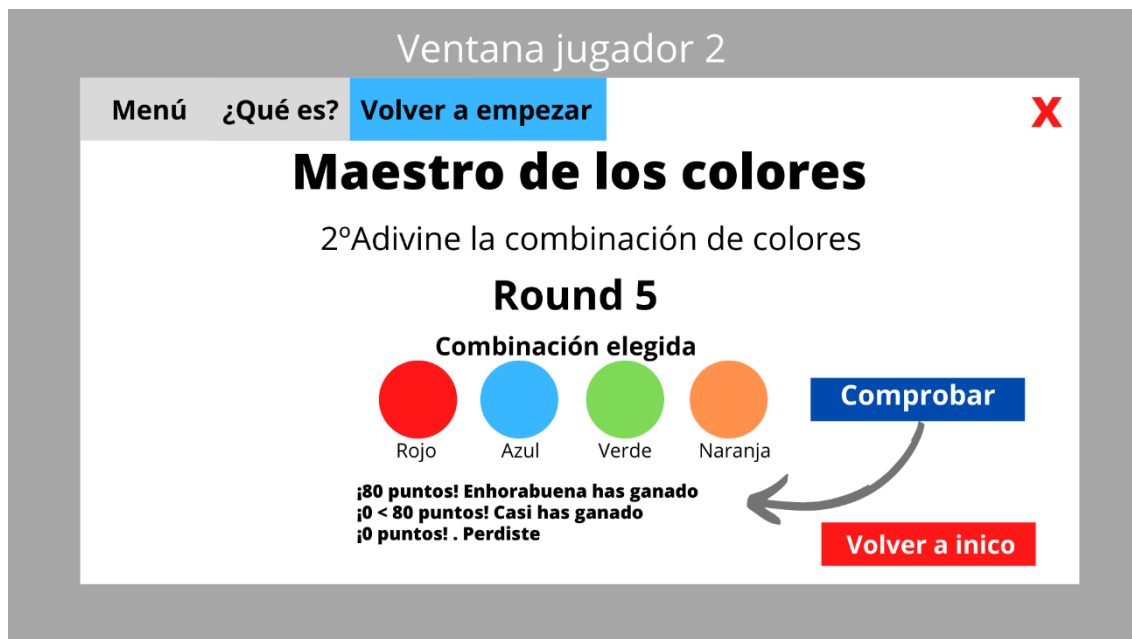 Ventana jugador 2
Menú ¿Qué es? Volver a empezar X
Maestro de los colores
2ºAdivine la combinación de colores
Round 5
Combinación elegida
Comprobar
Rojo Azul Verde Naranja
¡80 puntos! Enhorabuena has ganado
¡0 < 80 puntos! Casi has ganado
¡0 puntos! . Perdiste
Volver a inico